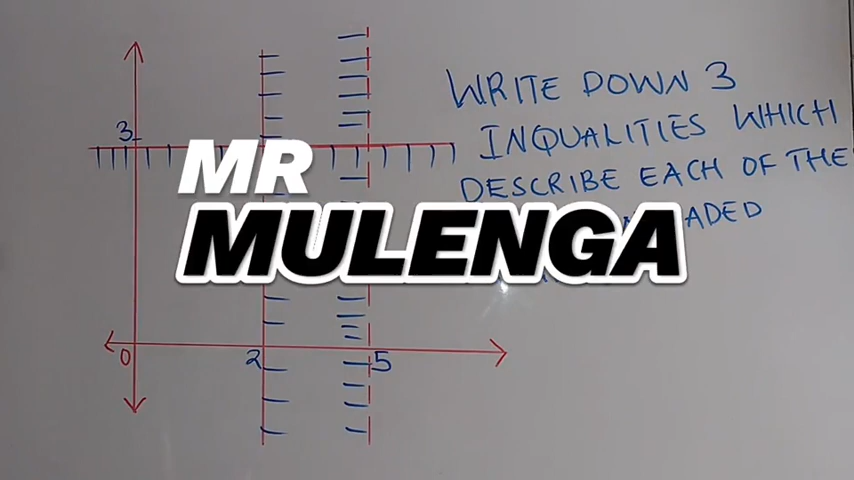 WRITE DOWN 3
INQUALITIES WHICH
DESCRIBE EACH OF THE
ADED
MR
MULENGA
3
0
2
5